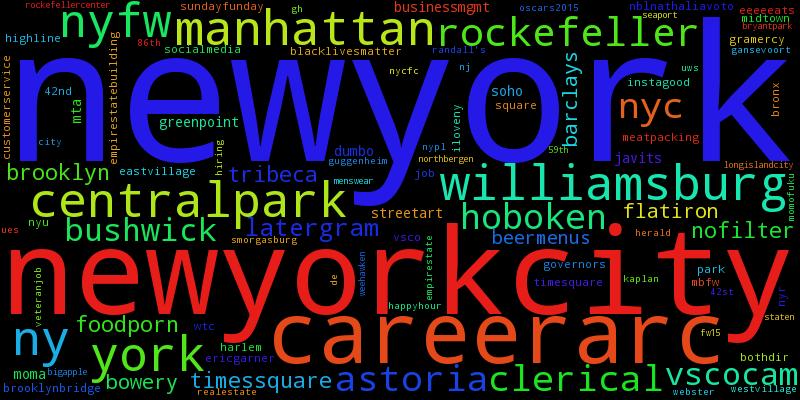 rockefellercenter
sundayfunday
gh
businessmgmt
oscars2015
nblnathaliavoto
eeeeeats
nyfw
manhattan
rockefeller
seaport
midtown
bryantpark
highline
86th
socialmedia
blacklivesmatter
randall's
gramercy
gansevoort
newyork
customerservice
empirestatebuilding
nycfc
nj
barclays
uws
instagood
bronx
42nd
mta
soho
square
nyc
greenpoint
iloveny
meatpacking
city
hiring
dumbo
guggenheim
nypl
northbergen
59th
javits
longislandcity
brooklyn
eastvillage
tribeca
menswear
job
williamsburg
momofuku
centralpark
streetart
hoboken
flatiron
ues
nyu
bushwick
latergram
smorgasburg
vsco
beermenus
herald
nofilter
newyorkcity
veteranjob
de
weehawken
empirestate
governors
timesquare
kaplan
park
mbfw
42st
nyr
happyhour
staten
ny
foodporn
wtc
careerarc
fw15
york
harlem
ericgarner
bothdir
moma
bigapple
brooklynbridge
bowery
timessquare
realestate
astoria
clerical
vscocam
webster
westvillage